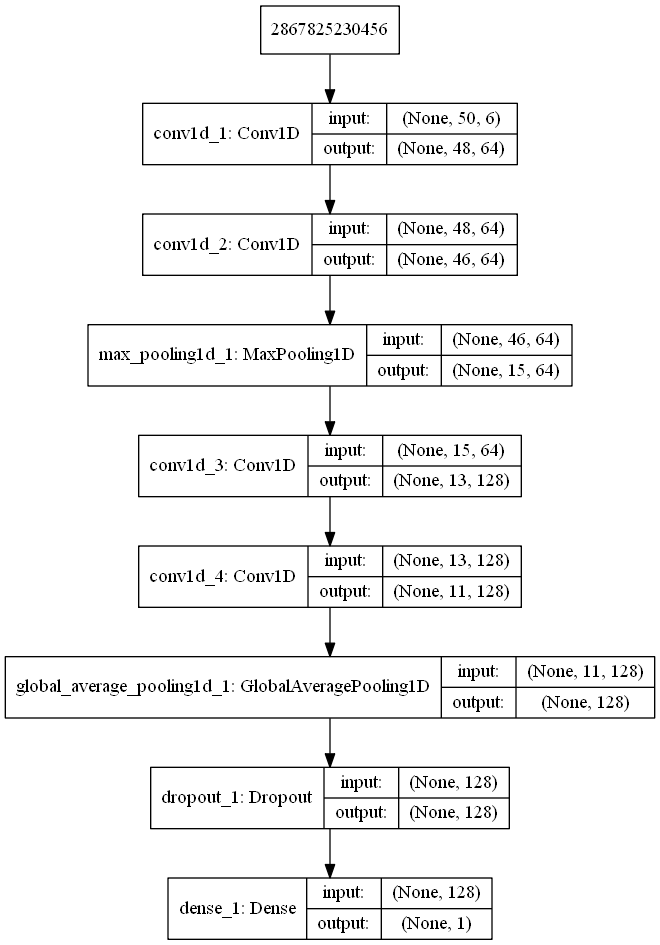 2867825230456
conv1d_1: Conv1D
input:
(None, 50, 6)
output:
(None, 48, 64)
conv1d_2: Conv1D
input:
(None, 48, 64)
output:
(None, 46, 64)
max_pooling1d_1: MaxPooling1D
input:
(None, 46, 64)
output:
(None, 15, 64)
conv1d_3: Conv1D
input:
(None, 15, 64)
output:
(None, 13, 128)
conv1d_4: Conv1D
input:
(None, 13, 128)
output:
(None, 11, 128)
global_average_pooling1d_1: GlobalAveragePooling1D
input:
(None, 11, 128)
output:
(None, 128)
dropout_1: Dropout
input:
(None, 128)
output:
(None, 128)
dense_1: Dense
input:
(None, 128)
output:
(None, 1)